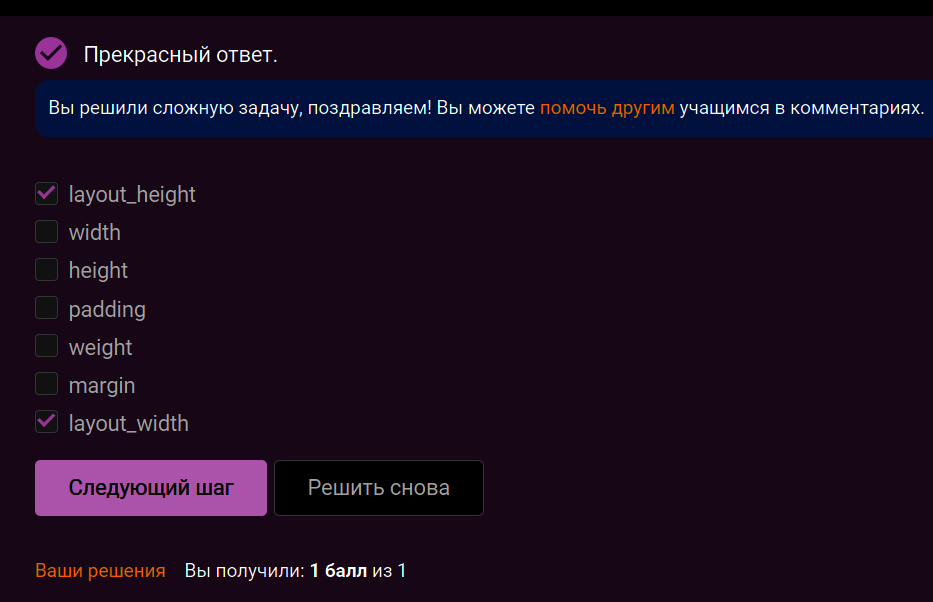 Прекрасный ответ.
Вы решили сложную задачу, поздравляем! Вы можете помочь другим учащимся в комментариях.
layout_height
width
height
padding
weight
margin
layout_width
Следующий шаг Решить снова
Ваши решения Вы получили: 1 балл из 1